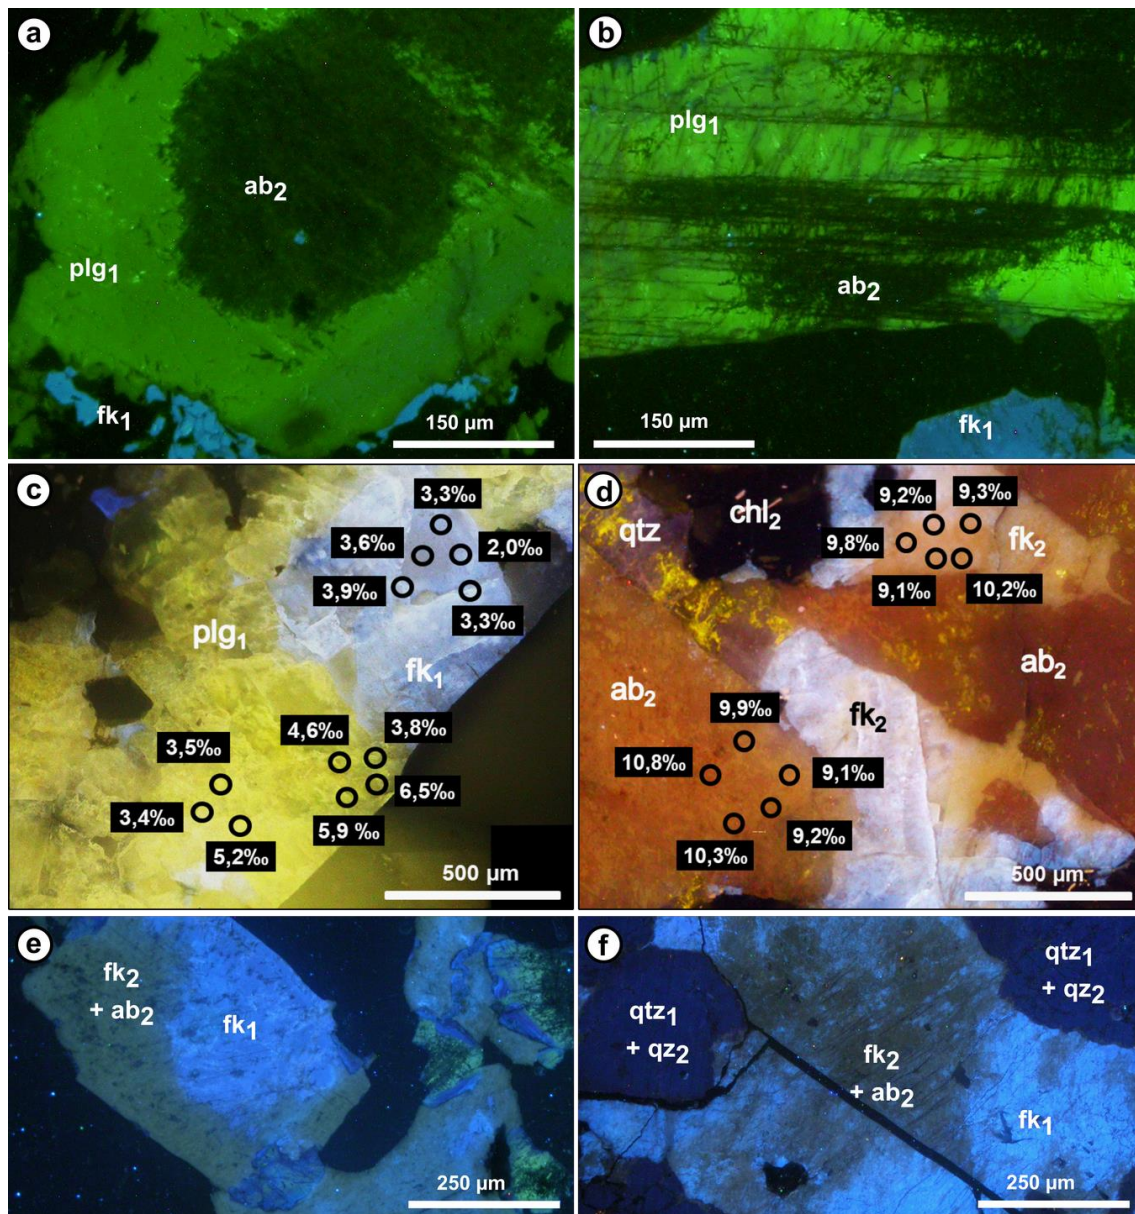 a
ab2
plg1
fk1
150 µm
b
plg1
ab2
fk1
150 µm
c
3,3‰
3,6‰
2,0‰
3,9‰
3,3‰
plg1
fk1
4,6‰
3,8‰
3,5‰
6,5‰
3,4‰
5,9 ‰
5,2‰
500 µm
d
9,2‰
9,3‰
qtz
chl2
9,8‰
fk2
9,1‰
10,2‰
ab2
ab2
9,9‰
fk2
10,8‰
9,1‰
9,2‰
10,3‰
500 µm
e
fk2
+ ab2
fk1
250 µm
f
qtz1
+ qz2
qtz1
+ qz2
fk2
+ ab2
fk1
250 µm